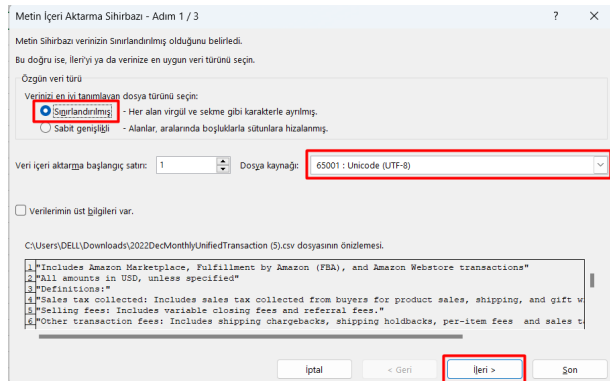 Metin İçeri Aktarma Sihirbazı - Adım 1 / 3 ? X
Metin Sihirbazı verinizin Sınırlandırılmış olduğunu belirledi.
Bu doğru ise, İleri'yi ya da verinize en uygun veri türünü seçin.
Özgün veri türü
Verinizi en iyi tanımlayan dosya türünü seçin:
Sınırlandırılmış - Her alan virgül ve sekme gibi karakterle ayrılmış.
Sabit genişlikli - Alanlar, aralarında boşluklarla sütunlara hizalanmış.
Veri içeri aktarma başlangıç satırı: 1 Dosya kaynağı: 65001 : Unicode (UTF-8)
Verilerimin üst bilgileri var.
C:\Users\DELL\Downloads\2022DecMonthlyUnifiedTransaction (5).csv dosyasının önizlemesi.
1 "Includes Amazon Marketplace, Fulfillment by Amazon (FBA), and Amazon Webstore transactions"
2 "All amounts in USD, unless specified"
3 "Definitions:"
4 "Sales tax collected: Includes sales tax collected from buyers for product sales, shipping, and gift w
5 "Selling fees: Includes variable closing fees and referral fees."
6 "Other transaction fees: Includes shipping chargebacks, shipping holdbacks, per-item fees and sales t
İptal < Geri İleri > Son